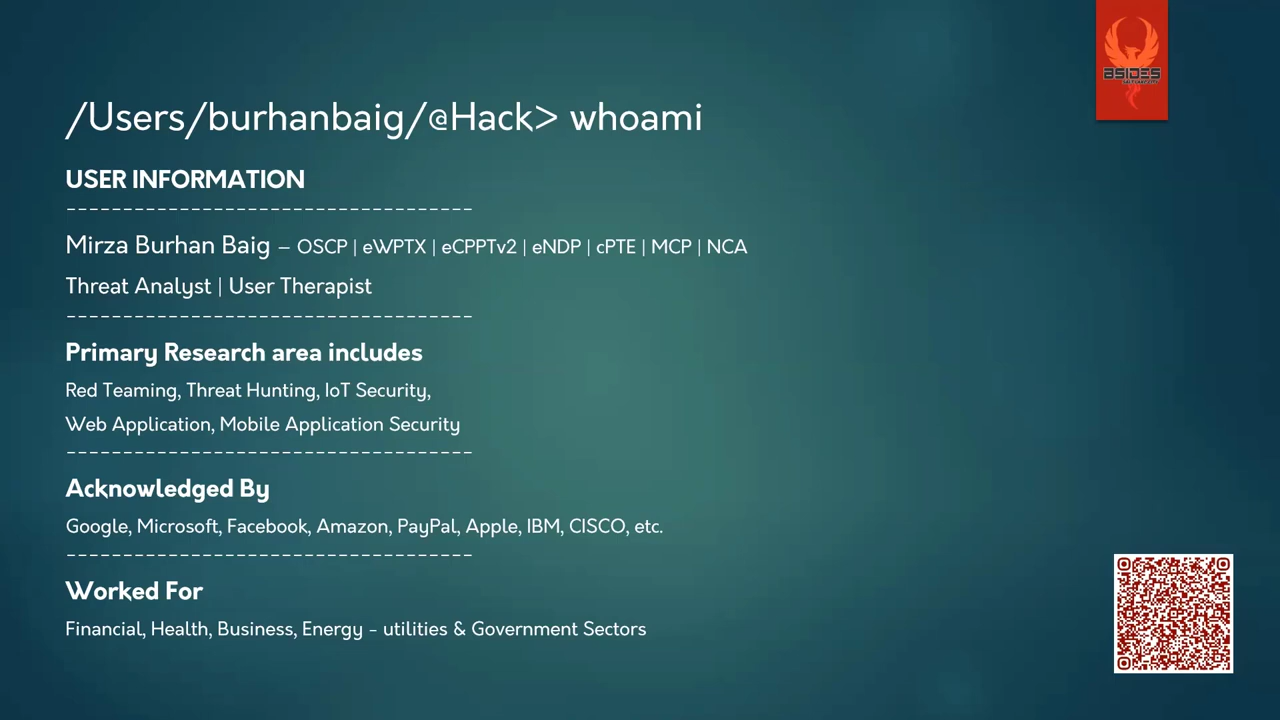 /Users/burhanbaig/@Hack> whoami
BSIDES
USER INFORMATION
------------------------------------
Mirza Burhan Baig – OSCP | eWPTX | eCPPTv2 | eNDP | cPTE | MCP | NCA
Threat Analyst | User Therapist
------------------------------------
Primary Research area includes
Red Teaming, Threat Hunting, IoT Security,
Web Application, Mobile Application Security
------------------------------------
Acknowledged By
Google, Microsoft, Facebook, Amazon, PayPal, Apple, IBM, CISCO, etc.
------------------------------------
Worked For
Financial, Health, Business, Energy - utilities & Government Sectors